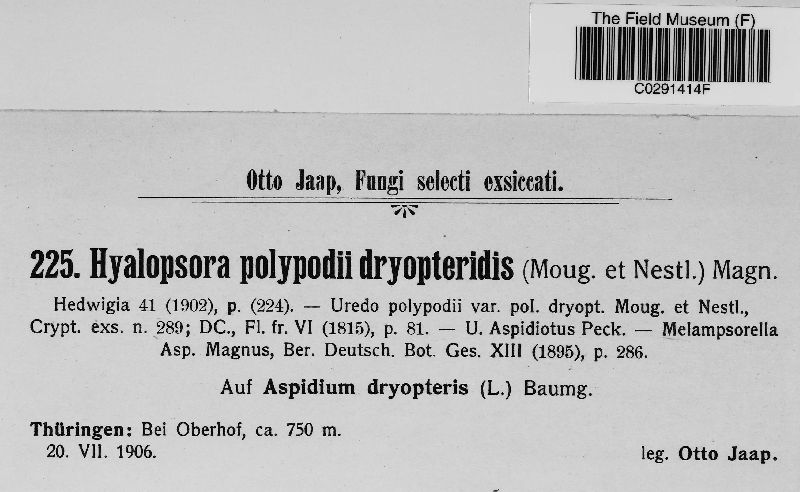 The Field Museum (F)
C0291414F
Otto Jaap, Fungi selecti exsiccati.
225. Hyalopsora polypodii dryopteridis (Moug. et Nestl.) Magn.
Hedwigia 41 (1902), p. (224). — Uredo polypodii var. pol. dryopt. Moug. et Nestl.,
Crypt. exs. n. 289; DC., Fl. fr. VI (1815), p. 81. — U. Aspidiotus Peck. — Melampsorella
Asp. Magnus, Ber. Deutsch. Bot. Ges. XIII (1895), p. 286.
Auf Aspidium dryopteris (L.) Baumg.
Thüringen: Bei Oberhof, ca. 750 m.
20. VII. 1906. leg. Otto Jaap.